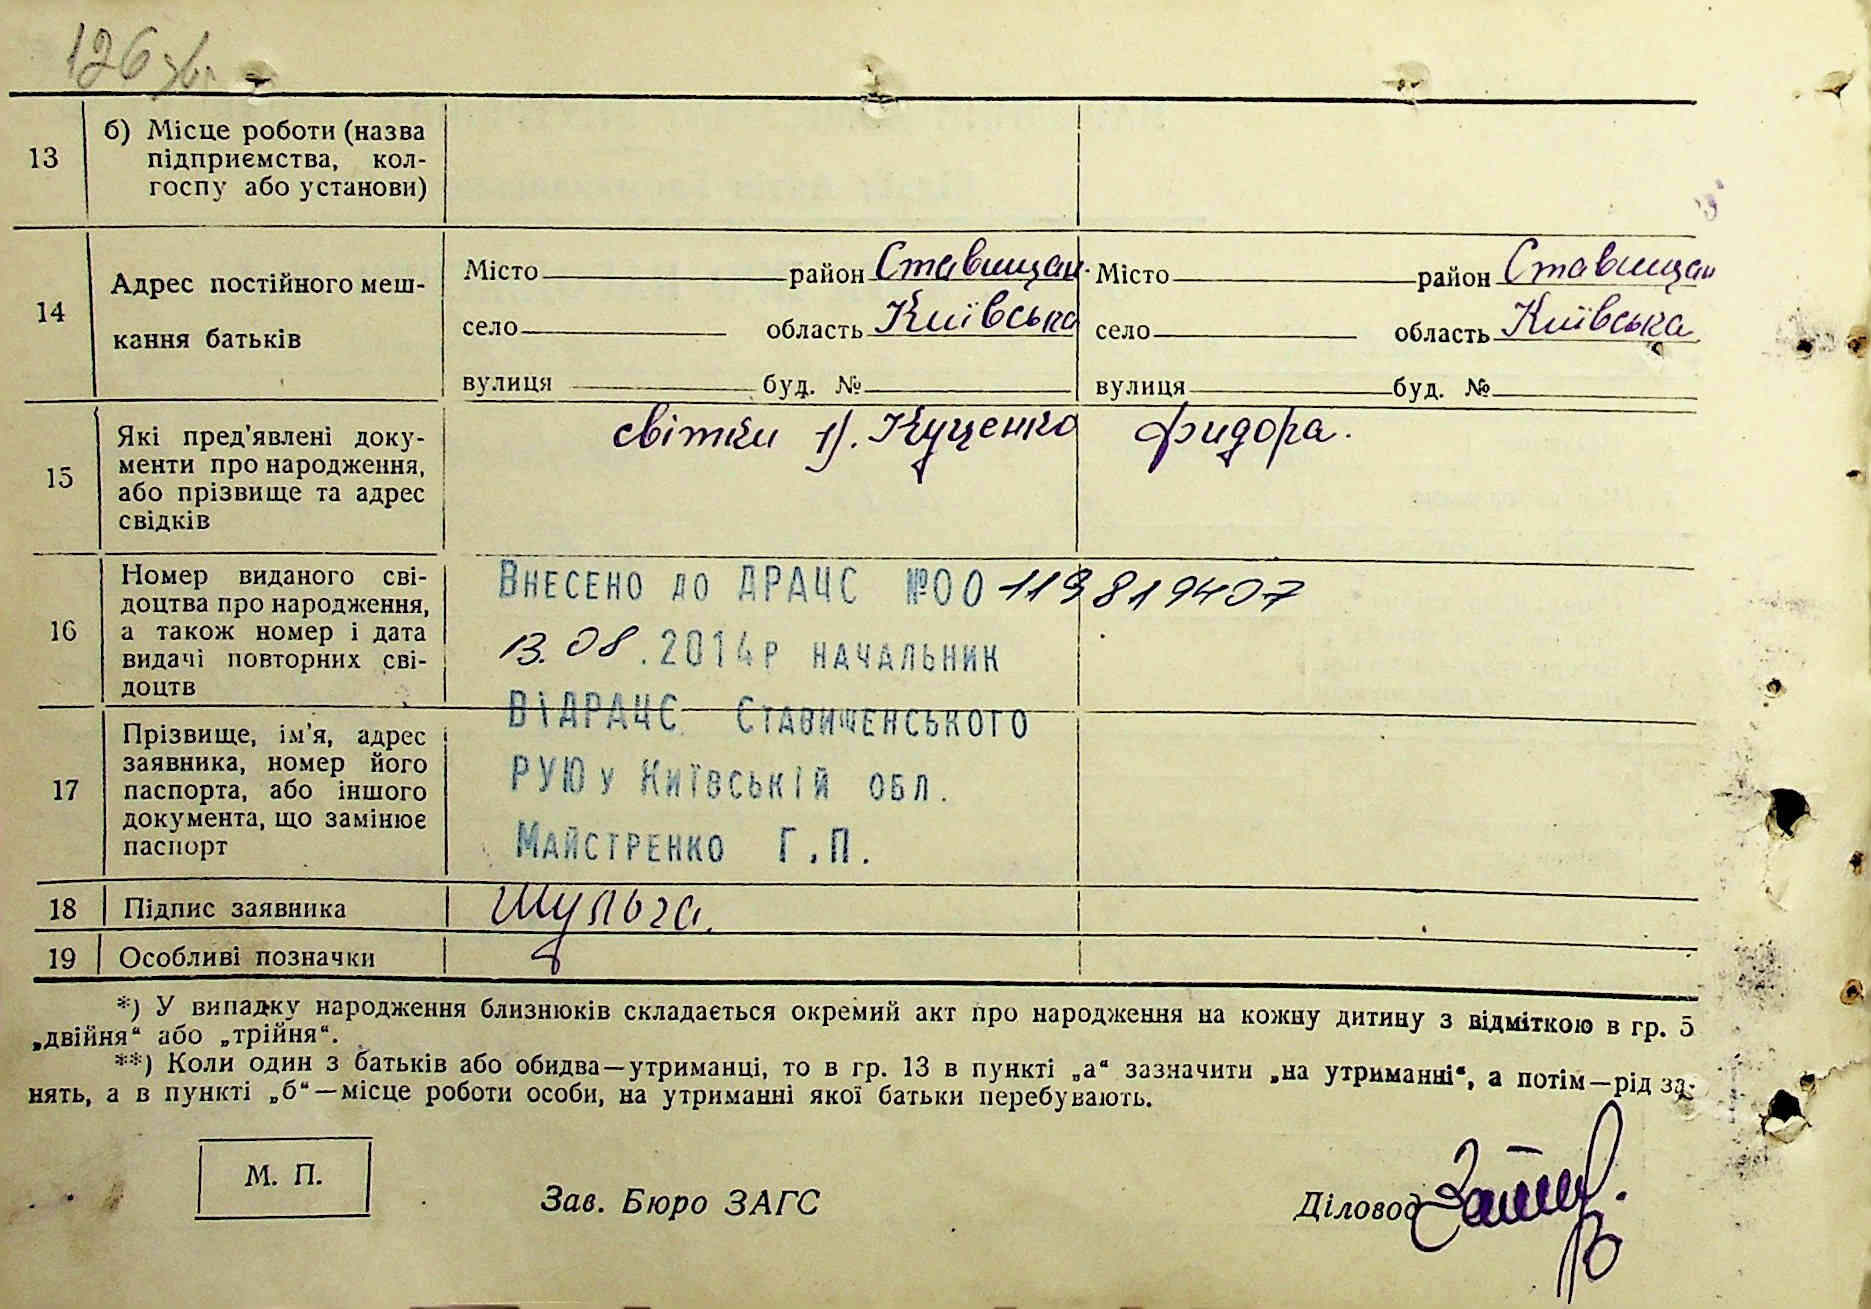 126 зв.
13
б) Місце роботи (назва
підприємства, кол-
госпу або установи)
14
Адрес постійного меш-
кання батьків
Місто район Ставищан. Місто район Ставищан
село область Київська село область Київська
вулиця буд. № вулиця буд. №
15
Які пред'явлені доку-
менти про народження,
або прізвище та адрес
свідків
світки 1). Куценко Фидора.
16
Номер виданого сві-
доцтва про народження,
а також номер і дата
видачі повторних сві-
доцтв
Внесено до ДРАЦС №00119819407
13.08.2014р начальник
ВіДРАЦС Ставищенського
РУЮ у Київській обл.
Майстренко Г.П.
17
Прізвище, ім'я, адрес
заявника, номер його
паспорта, або іншого
документа, що замінює
паспорт
18 Підпис заявника Шульга.
19 Особливі позначки
*) У випадку народження близнюків складається окремий акт про народження на кожну дитину з відміткою в гр. 5
„двійня“ або „трійня“.
**) Коли один з батьків або обидва—утриманці, то в гр. 13 в пункті „а“ зазначити „на утриманні“, а потім—рід за-
нять, а в пункті „б“—місце роботи особи, на утриманні якої батьки перебувають.
М. П.
Зав. Бюро ЗАГС
Діловод